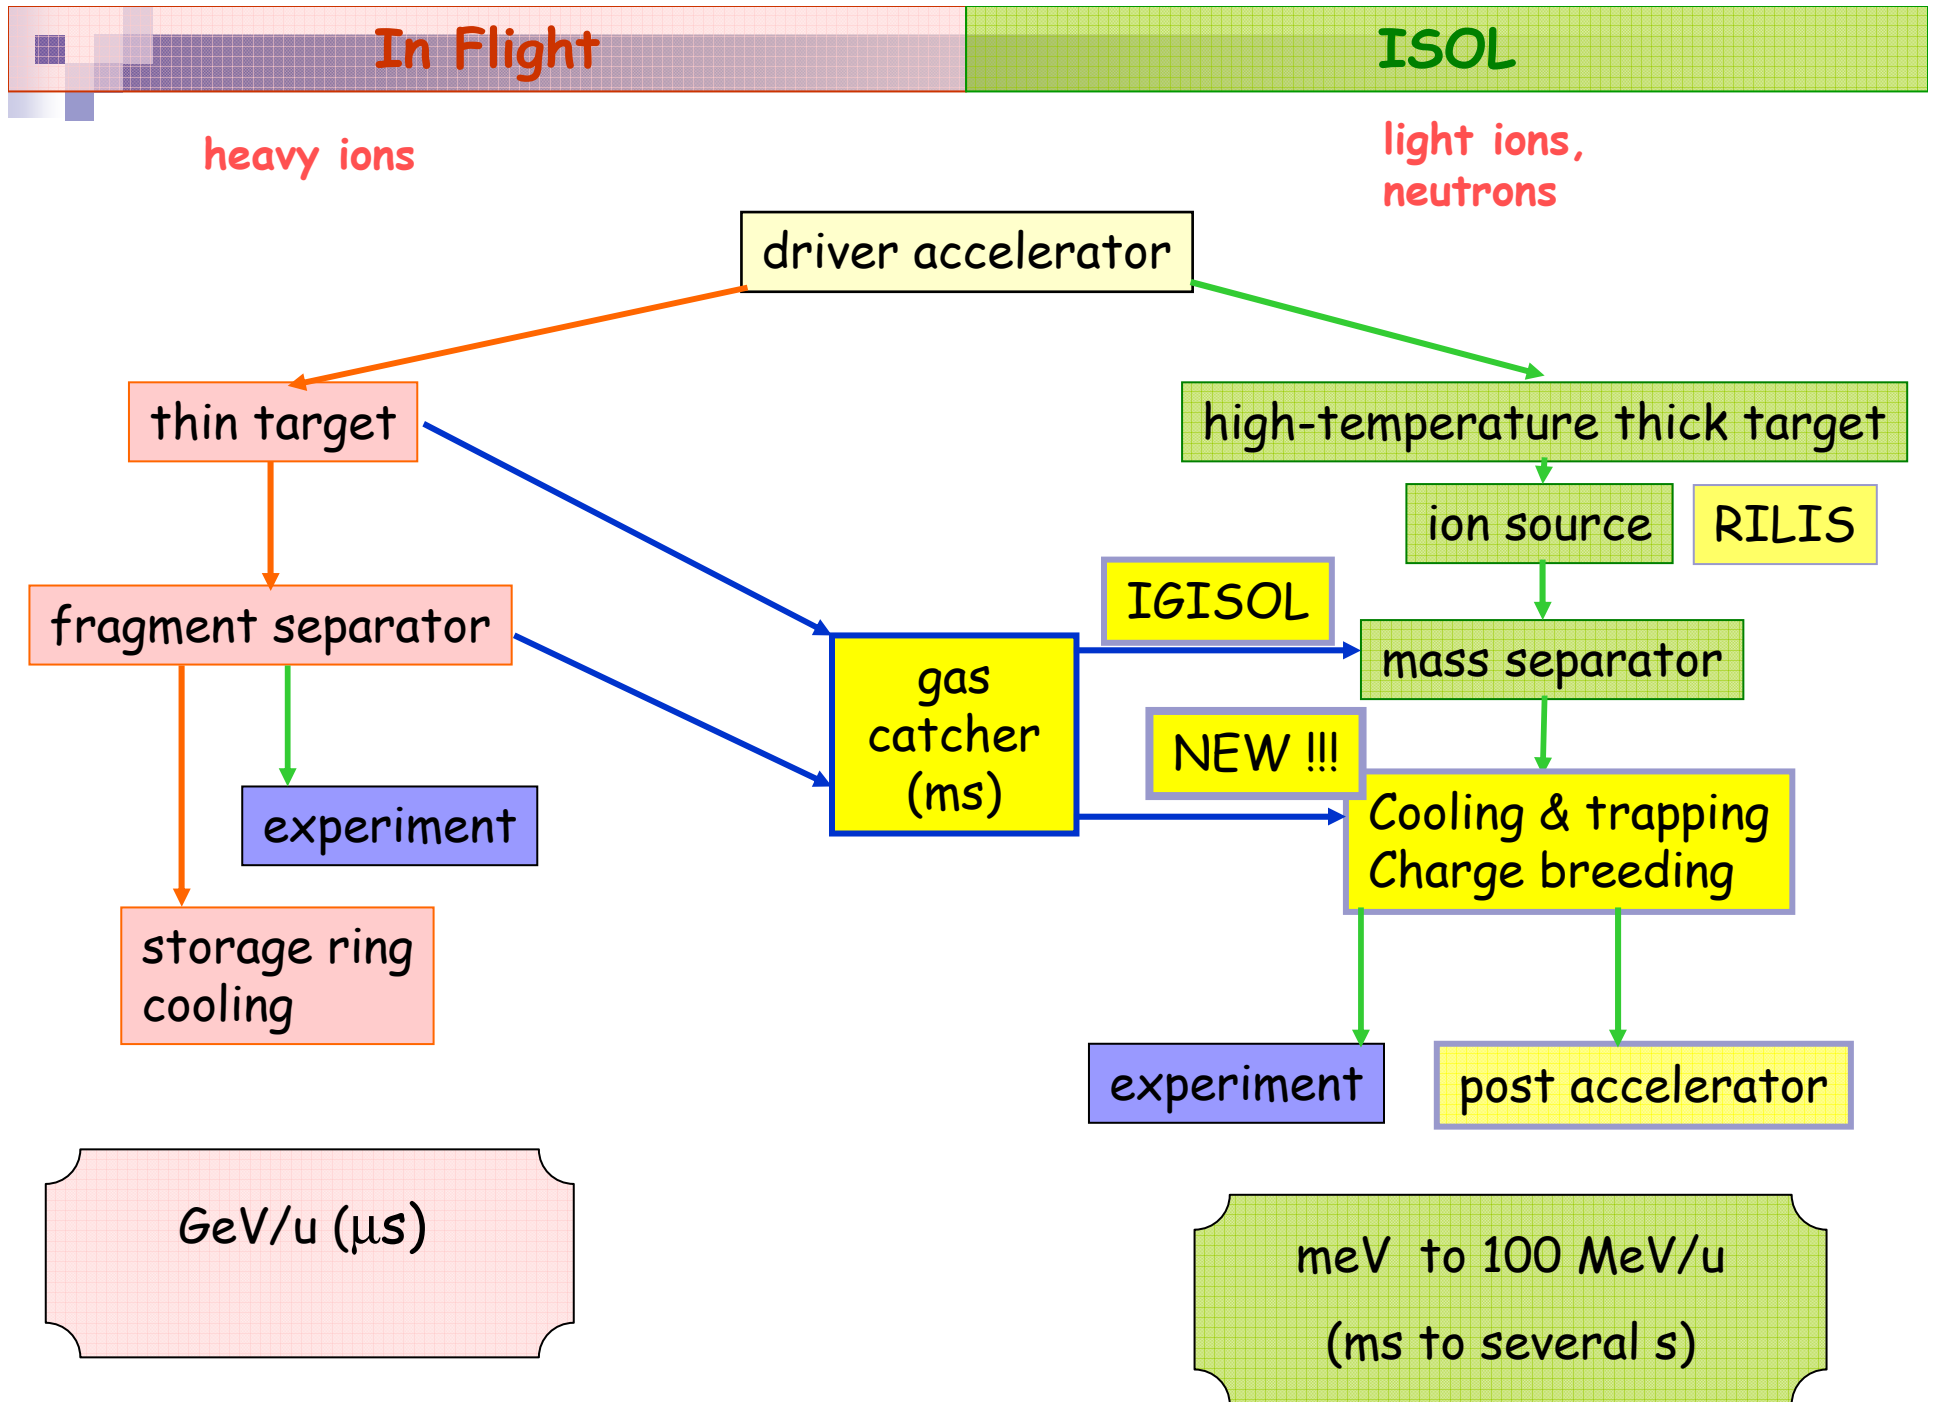 In Flight
ISOL
heavy ions
light ions,
neutrons
driver accelerator
thin target
high-temperature thick target
ion source
RILIS
IGISOL
fragment separator
mass separator
gas
catcher
(ms)
NEW !!!
Cooling & trapping
Charge breeding
experiment
storage ring
cooling
experiment
post accelerator
GeV/u (μs)
meV to 100 MeV/u
(ms to several s)